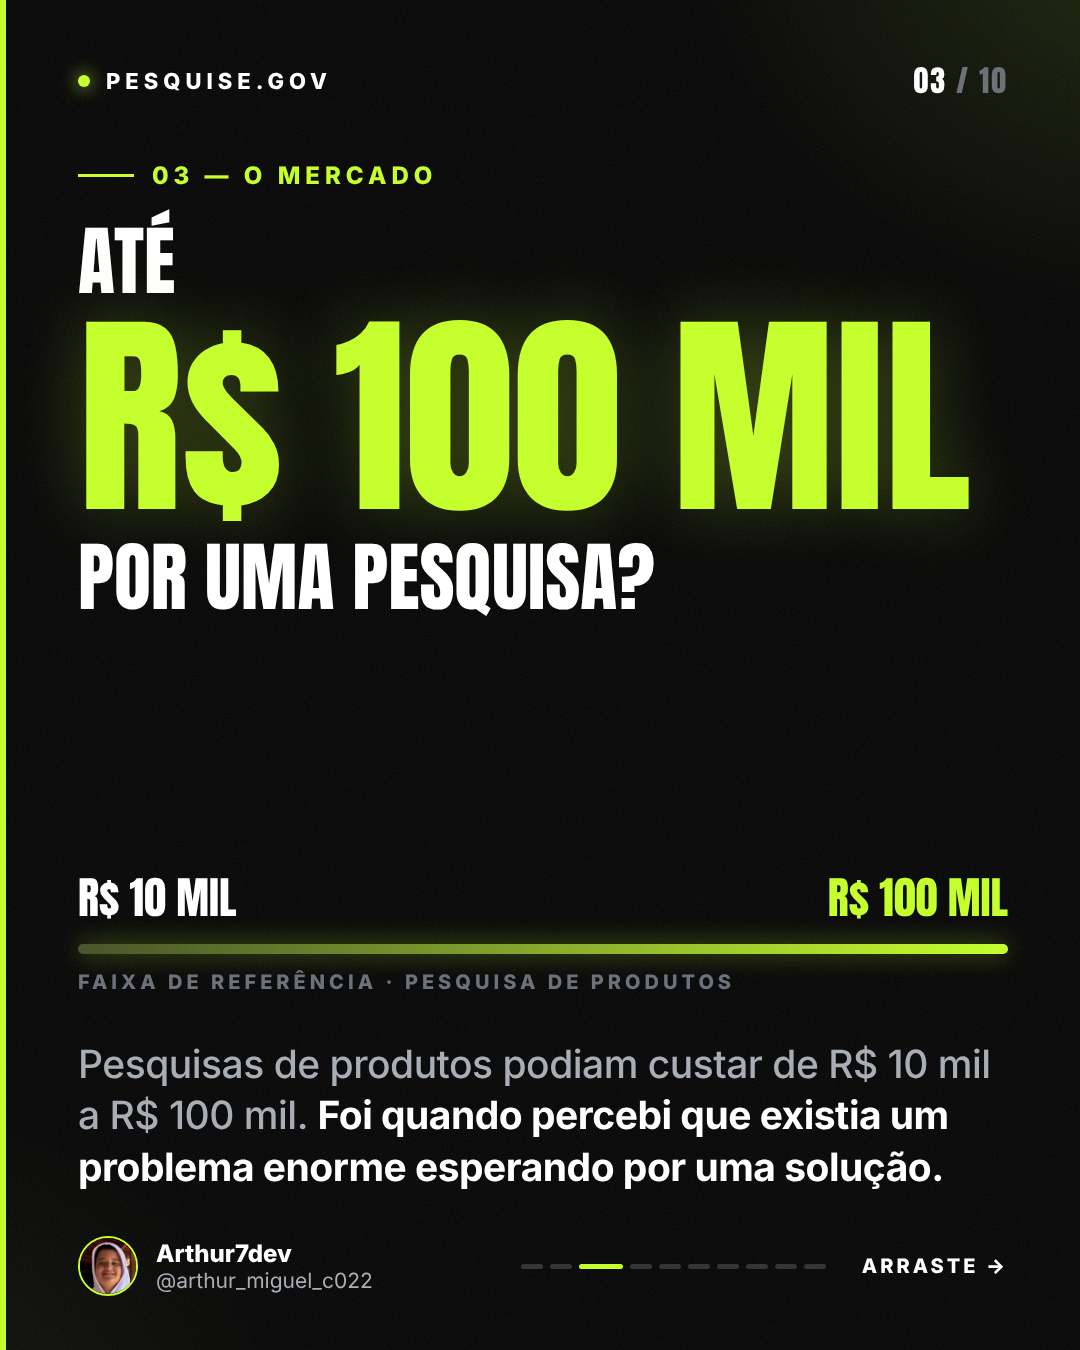 PESQUISE.GOV
03 / 10
03 — O MERCADO
ATÉ
R$ 100 MIL
POR UMA PESQUISA?
R$ 10 MIL
R$ 100 MIL
FAIXA DE REFERÊNCIA · PESQUISA DE PRODUTOS
Pesquisas de produtos podiam custar de R$ 10 mil
a R$ 100 mil. Foi quando percebi que existia um
problema enorme esperando por uma solução.
Arthur7dev
@arthur_miguel_c022
ARRASTE →